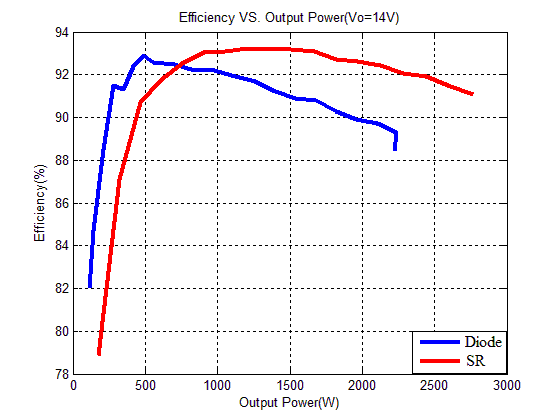 Efficiency VS. Output Power(Vo=14V)
Efficiency(%)
94
92
90
88
86
84
82
80
78
0 500 1000 1500 2000 2500 3000
Output Power(W)
Diode
SR